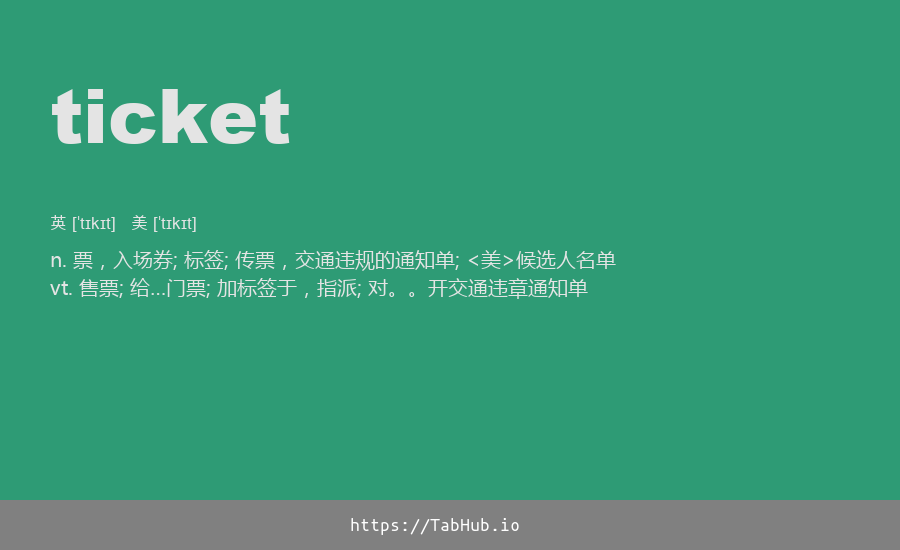 ticket
英 [ˈtɪkɪt]   美 [ˈtɪkɪt]
n. 票，入场券; 标签; 传票，交通违规的通知单; <美>候选人名单
vt. 售票; 给…门票; 加标签于，指派; 对。。开交通违章通知单
https://TabHub.io